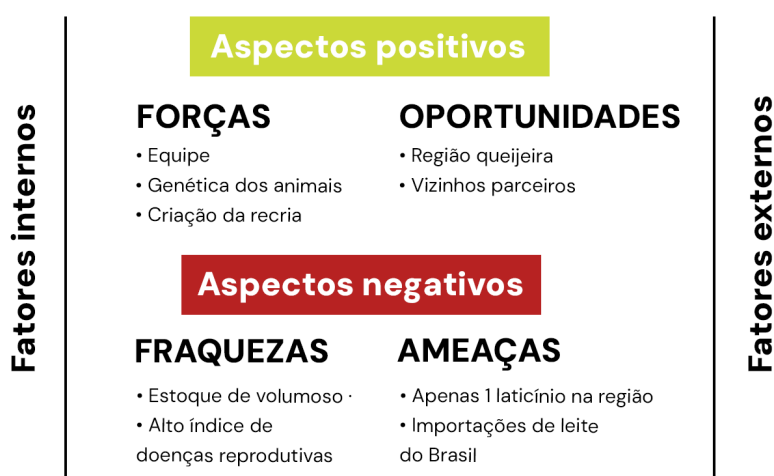 Aspectos positivos
Fatores internos
FORÇAS
• Equipe
• Genética dos animais
• Criação da recria
OPORTUNIDADES
• Região queijeira
• Vizinhos parceiros
Fatores externos
Aspectos negativos
FRAQUEZAS
• Estoque de volumoso ·
• Alto índice de
doenças reprodutivas
AMEAÇAS
• Apenas 1 laticínio na região
• Importações de leite
do Brasil